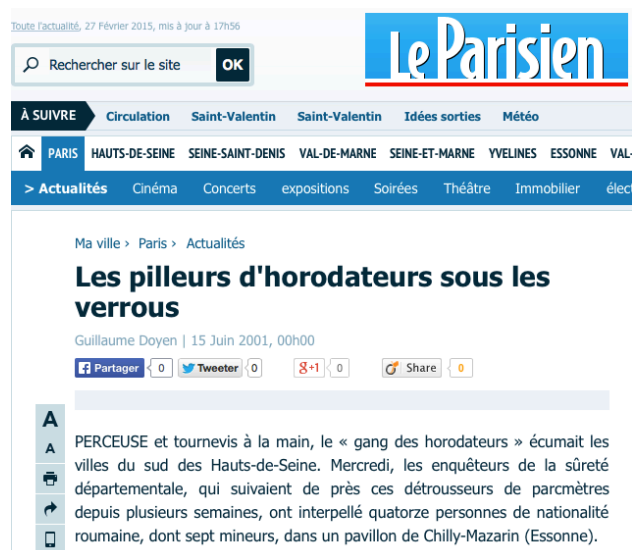 Toute l'actualité, 27 Février 2015, mis à jour à 17h56
Le Parisien
Rechercher sur le site OK
À SUIVRE Circulation Saint-Valentin Saint-Valentin Idées sorties Météo
PARIS HAUTS-DE-SEINE SEINE-SAINT-DENIS VAL-DE-MARNE SEINE-ET-MARNE YVELINES ESSONNE VAL-
> Actualités Cinéma Concerts expositions Soirées Théâtre Immobilier élect
Ma ville › Paris › Actualités
Les pilleurs d'horodateurs sous les
verrous
Guillaume Doyen | 15 Juin 2001, 00h00
f Partager 0 Tweeter 0 g+1 0 Share 0
A
A
PERCEUSE et tournevis à la main, le « gang des horodateurs » écumait les
villes du sud des Hauts-de-Seine. Mercredi, les enquêteurs de la sûreté
départementale, qui suivaient de près ces détrousseurs de parcmètres
depuis plusieurs semaines, ont interpellé quatorze personnes de nationalité
roumaine, dont sept mineurs, dans un pavillon de Chilly-Mazarin (Essonne).